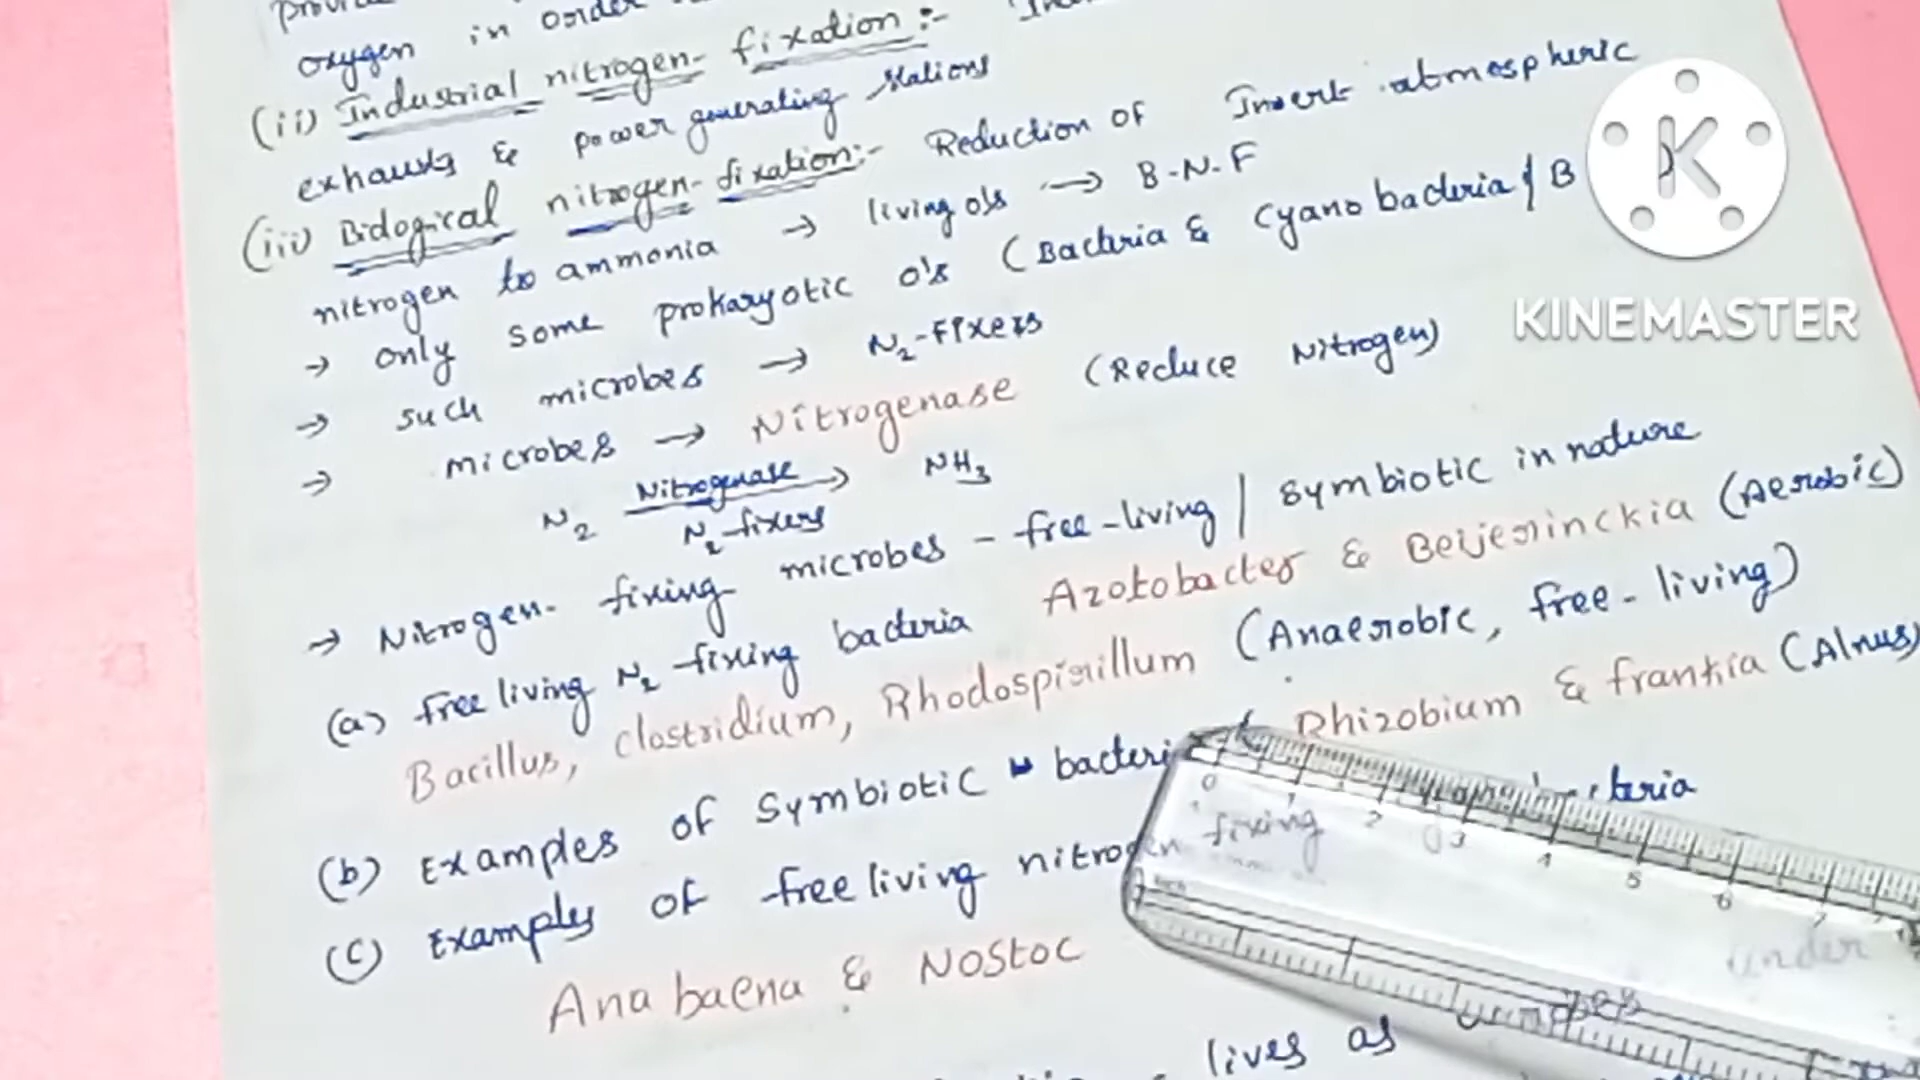 oxygen in order
(ii) Industrial nitrogen-fixation :-
exhausts & power generating stations
(iii) Biological nitrogen-fixation:- Reduction of Inert atmospheric
nitrogen to ammonia → living o's → B-N-F
→ only some prokaryotic o's (Bacteria & Cyanobacteria / B
→ such microbes → N₂-Fixers
→ microbes → Nitrogenase (Reduce Nitrogen)
N₂ Nitrogenase → NH₃
N₂-fixers
→ Nitrogen-fixing microbes - free-living / symbiotic in nature
(a) free living N₂-fixing bacteria Azotobacter & Beijerinckia (Aerobic)
Bacillus, clostridium, Rhodospirillum (Anaerobic, free-living)
(b) Examples of symbiotic bacteria Rhizobium & frankia (Alnus)
(c) Examples of free living nitrogen fixing
Anabaena & Nostoc
under
lives as
KINEMASTER